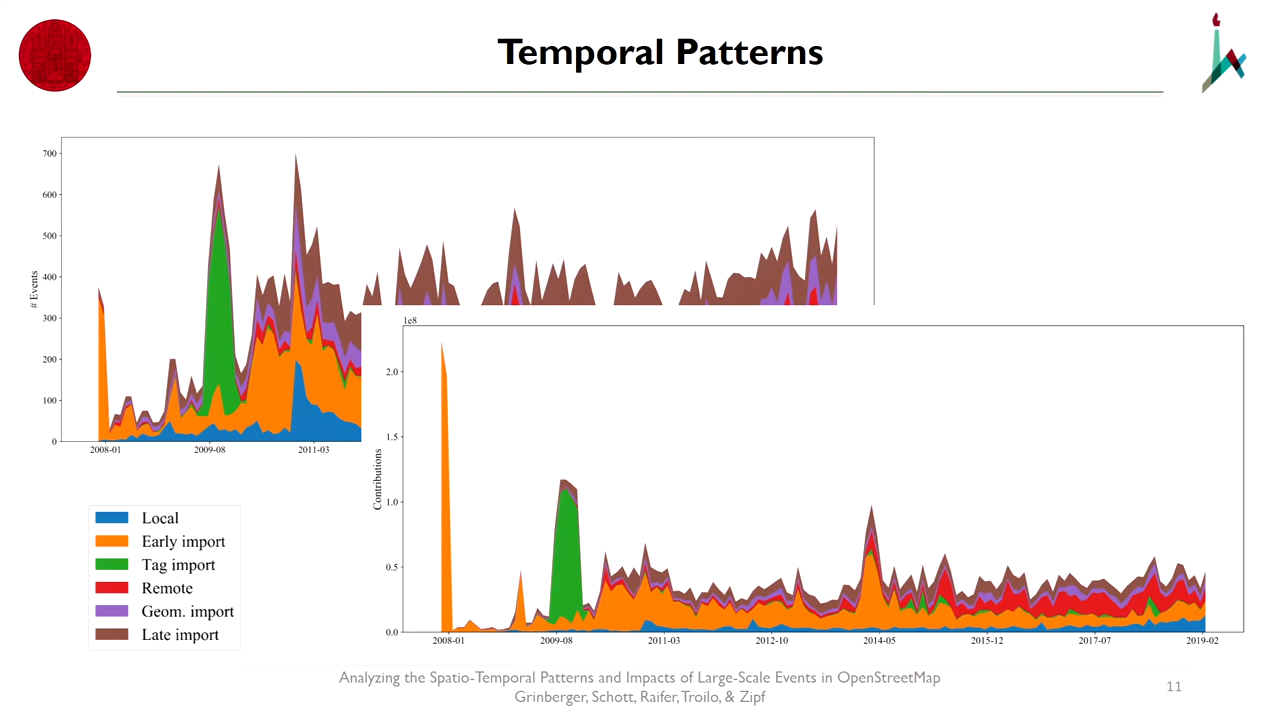 Temporal Patterns
# Events
700
600
500
400
300
200
100
0
2008-01
2009-08
2011-03
1e8
Contributions
2.0
1.5
1.0
0.5
0.0
2008-01
2009-08
2011-03
2012-10
2014-05
2015-12
2017-07
2019-02
Local
Early import
Tag import
Remote
Geom. import
Late import
Analyzing the Spatio-Temporal Patterns and Impacts of Large-Scale Events in OpenStreetMap
Grinberger, Schott, Raifer, Troilo, & Zipf
11